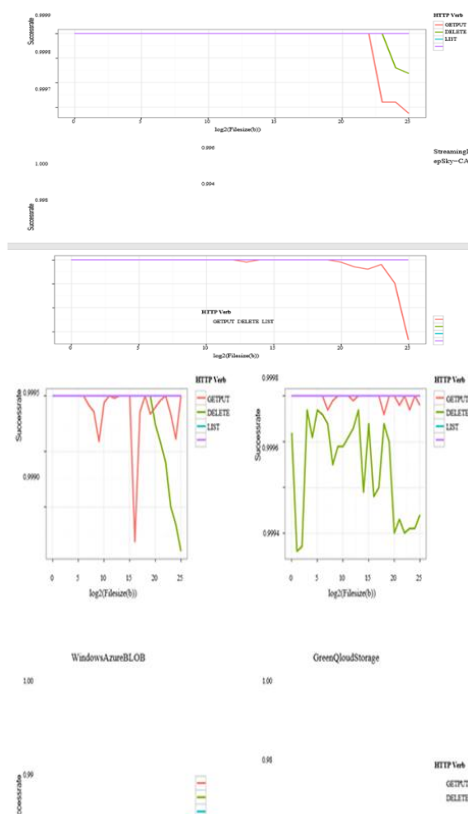 0.9999
HTTP Verb
GETPUT
DELETE
LIST
Successrate
0.9998
0.9997
0 5 10 15 20 25
log2(Filesize(b))
0.996
1.000
0.994
0.995
Successrate
HTTP Verb
GETPUT DELETE LIST
0 5 10 15 20 25
log2(Filesize(b))
0.9995
HTTP Verb
GETPUT
DELETE
LIST
Successrate
0.9990
0 5 10 15 20 25
log2(Filesize(b))
0.9998
HTTP Verb
GETPUT
DELETE
LIST
Successrate
0.9996
0.9994
0 5 10 15 20 25
log2(Filesize(b))
WindowsAzureBLOB
GreenQloudStorage
1.00
1.00
0.98
0.99
HTTP Verb
GETPUT
DELETE